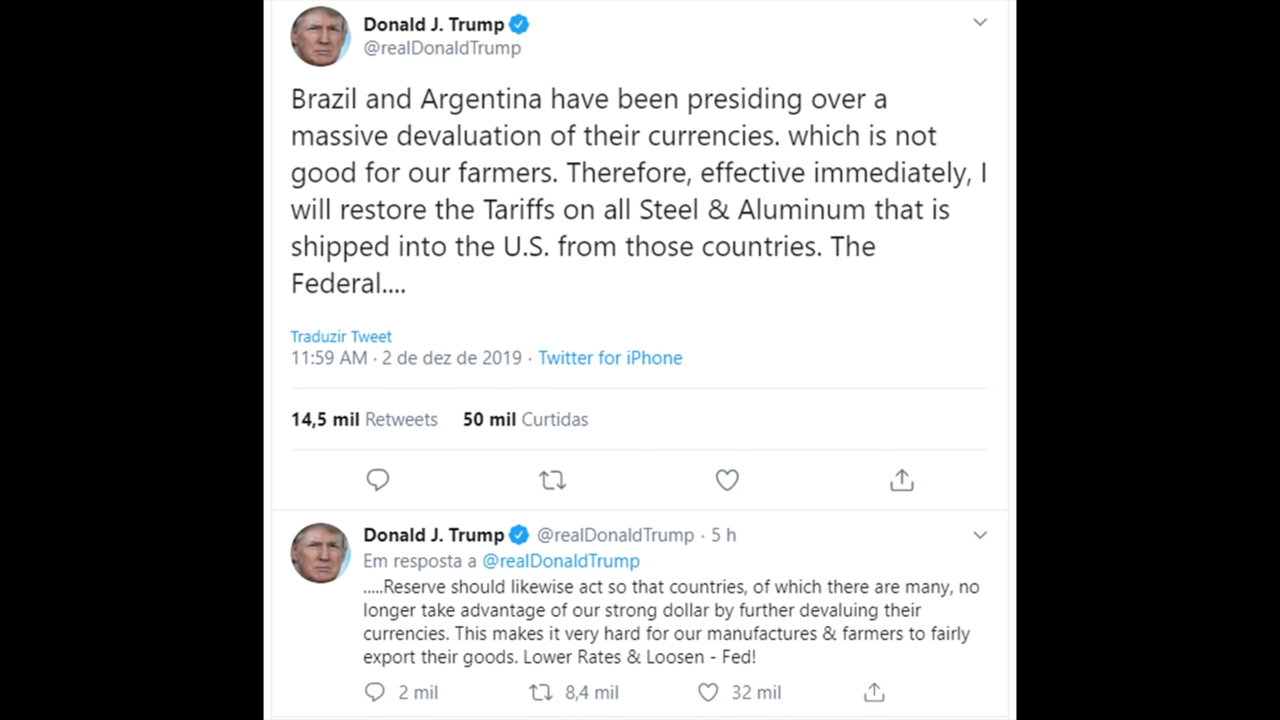 Donald J. Trump
@realDonaldTrump
Brazil and Argentina have been presiding over a
massive devaluation of their currencies. which is not
good for our farmers. Therefore, effective immediately, I
will restore the Tariffs on all Steel & Aluminum that is
shipped into the U.S. from those countries. The
Federal....
Traduzir Tweet
11:59 AM · 2 de dez de 2019 · Twitter for iPhone
14,5 mil Retweets 50 mil Curtidas
Donald J. Trump @realDonaldTrump · 5 h
Em resposta a @realDonaldTrump
.....Reserve should likewise act so that countries, of which there are many, no
longer take advantage of our strong dollar by further devaluing their
currencies. This makes it very hard for our manufactures & farmers to fairly
export their goods. Lower Rates & Loosen - Fed!
2 mil 8,4 mil 32 mil